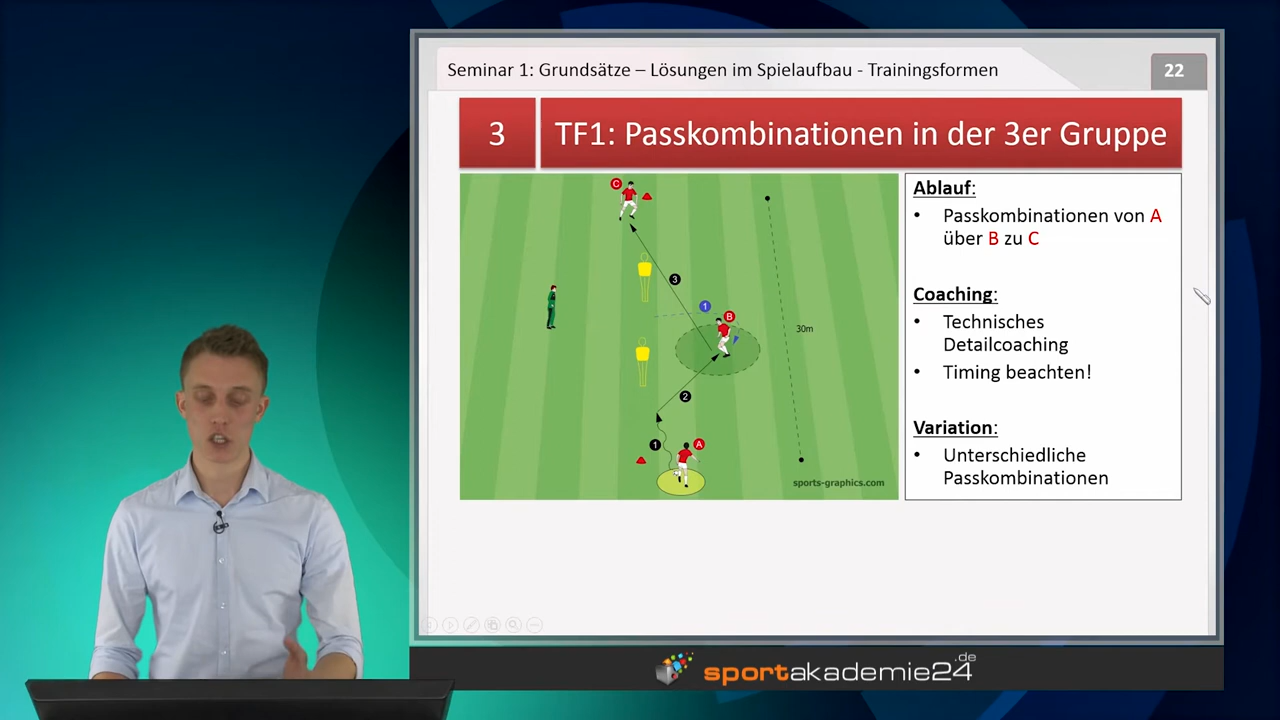 Seminar 1: Grundsätze – Lösungen im Spielaufbau - Trainingsformen
22
3
TF1: Passkombinationen in der 3er Gruppe
C
3
1
B
30m
2
1
A
sports-graphics.com
Ablauf:
• Passkombinationen von A
über B zu C
Coaching:
• Technisches
Detailcoaching
• Timing beachten!
Variation:
• Unterschiedliche
Passkombinationen
sportakademie24.de